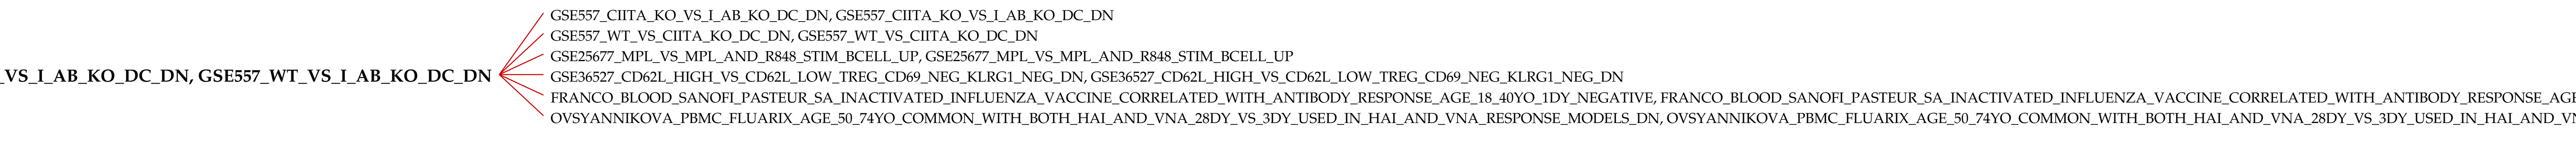 GSE557_CIITA_KO_VS_I_AB_KO_DC_DN, GSE557_CIITA_KO_VS_I_AB_KO_DC_DN
GSE557_WT_VS_CIITA_KO_DC_DN, GSE557_WT_VS_CIITA_KO_DC_DN
GSE25677_MPL_VS_MPL_AND_R848_STIM_BCELL_UP, GSE25677_MPL_VS_MPL_AND_R848_STIM_BCELL_UP
_VS_I_AB_KO_DC_DN, GSE557_WT_VS_I_AB_KO_DC_DN
GSE36527_CD62L_HIGH_VS_CD62L_LOW_TREG_CD69_NEG_KLRG1_NEG_DN, GSE36527_CD62L_HIGH_VS_CD62L_LOW_TREG_CD69_NEG_KLRG1_NEG_DN
FRANCO_BLOOD_SANOFI_PASTEUR_SA_INACTIVATED_INFLUENZA_VACCINE_CORRELATED_WITH_ANTIBODY_RESPONSE_AGE_18_40YO_1DY_NEGATIVE, FRANCO_BLOOD_SANOFI_PASTEUR_SA_INACTIVATED_INFLUENZA_VACCINE_CORRELATED_WITH_ANTIBODY_RESPONSE_AGE
OVSYANNIKOVA_PBMC_FLUARIX_AGE_50_74YO_COMMON_WITH_BOTH_HAI_AND_VNA_28DY_VS_3DY_USED_IN_HAI_AND_VNA_RESPONSE_MODELS_DN, OVSYANNIKOVA_PBMC_FLUARIX_AGE_50_74YO_COMMON_WITH_BOTH_HAI_AND_VNA_28DY_VS_3DY_USED_IN_HAI_AND_VN